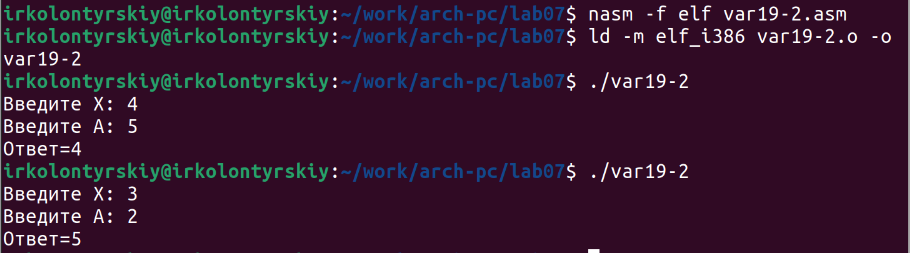 irkolontyrskiy@irkolontyrskiy:~/work/arch-pc/lab07$ nasm -f elf var19-2.asm
irkolontyrskiy@irkolontyrskiy:~/work/arch-pc/lab07$ ld -m elf_i386 var19-2.o -o
var19-2
irkolontyrskiy@irkolontyrskiy:~/work/arch-pc/lab07$ ./var19-2
Введите X: 4
Введите A: 5
Ответ=4
irkolontyrskiy@irkolontyrskiy:~/work/arch-pc/lab07$ ./var19-2
Введите X: 3
Введите A: 2
Ответ=5